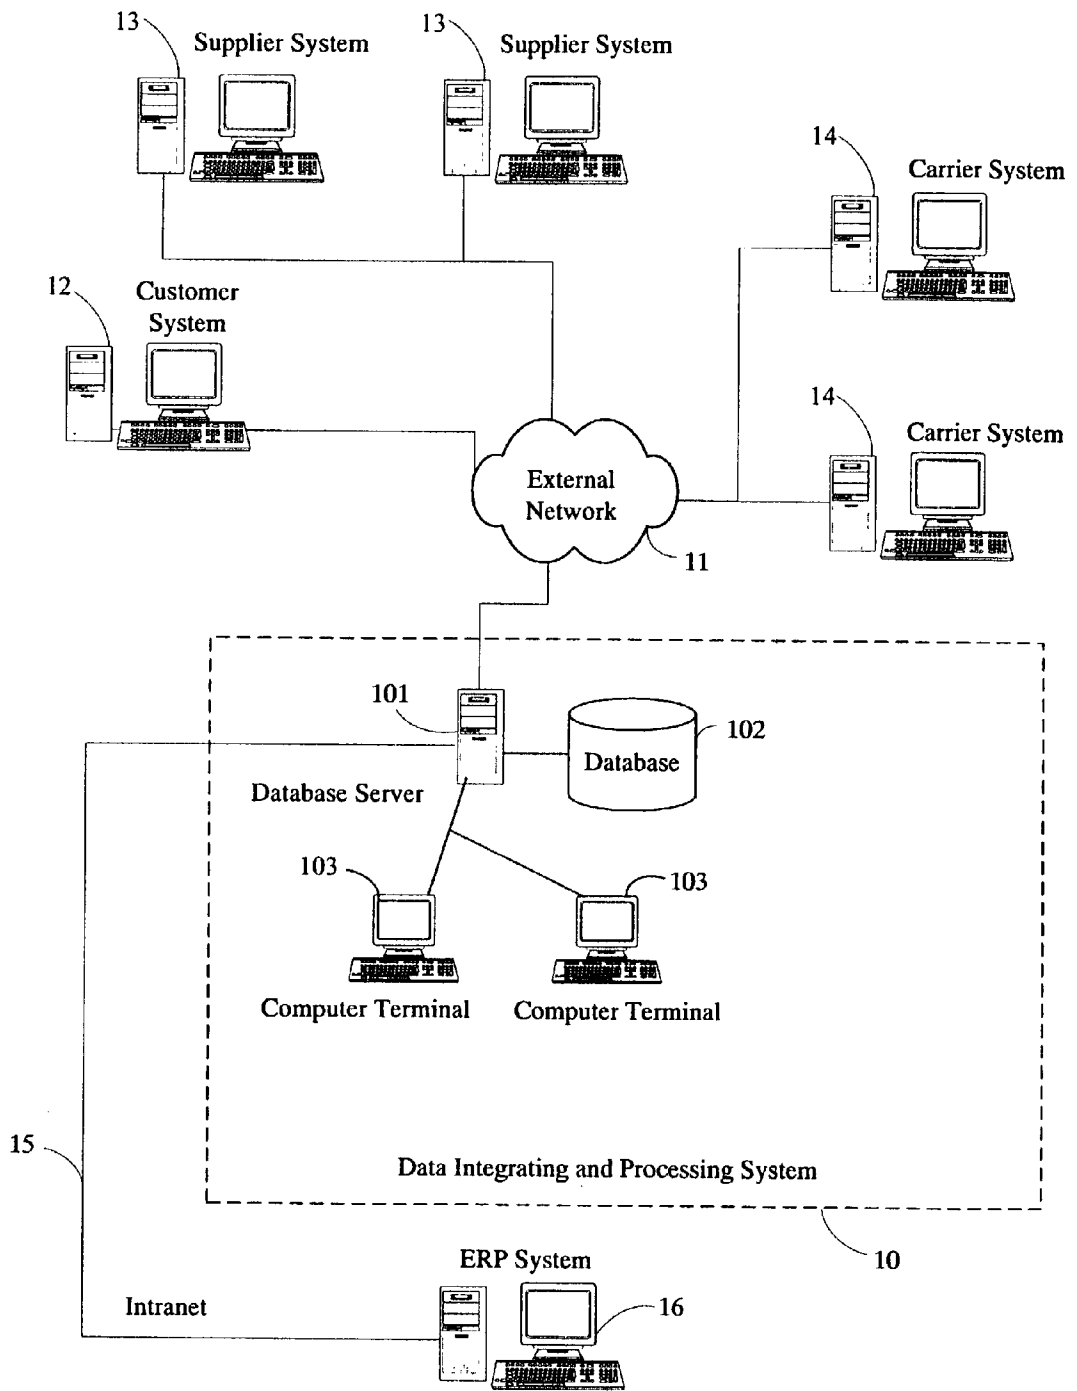 13
Supplier System
13
Supplier System
14
Carrier System
12
Customer
System
14
Carrier System
External
Network
11
101
102
Database
Database Server
103
103
Computer Terminal
Computer Terminal
15
Data Integrating and Processing System
10
ERP System
Intranet
16